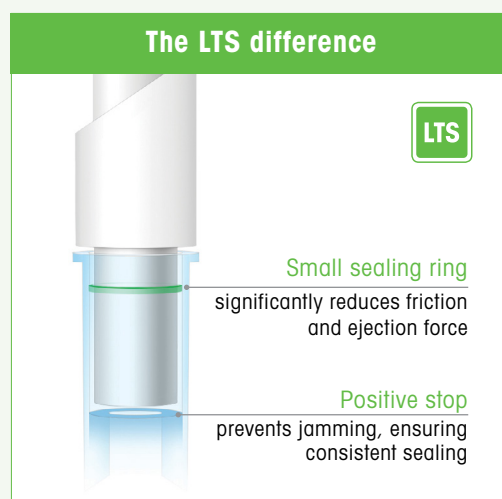 The LTS difference
LTS
Small sealing ring
significantly reduces friction
and ejection force
Positive stop
prevents jamming, ensuring
consistent sealing